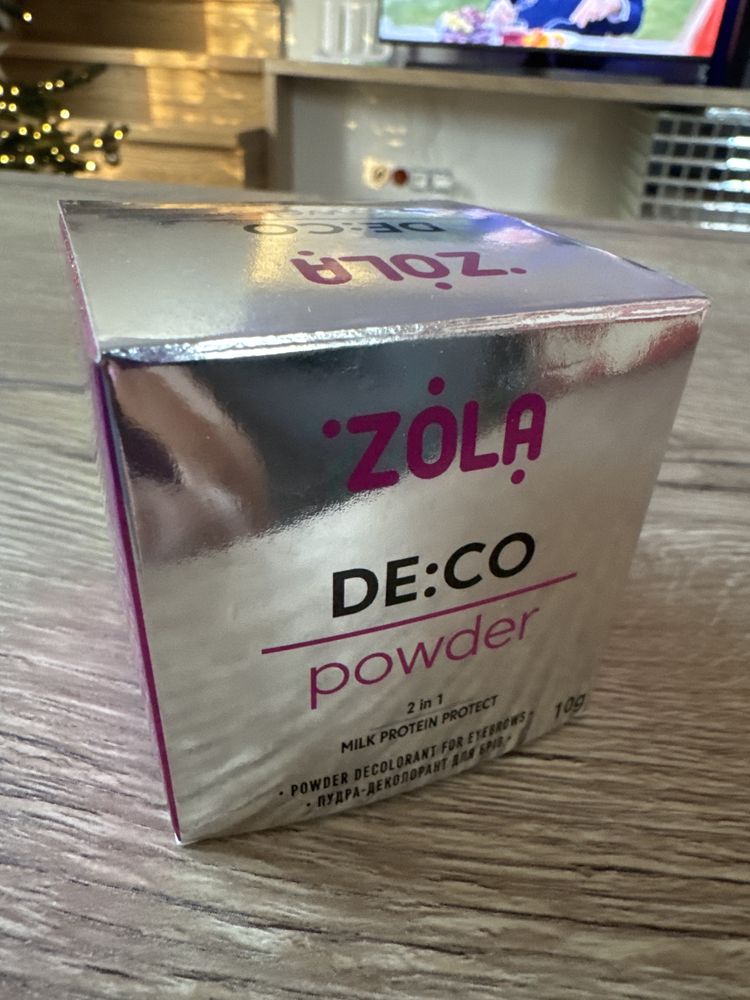 DE:CO
ZOLA
ZOLA
DE:CO
powder
2 in 1
MILK PROTEIN PROTECT
10g
• POWDER DECOLORANT FOR EYEBROWS •
• ПУДРА-ДЕКОЛОРАНТ ДЛЯ БРІВ •